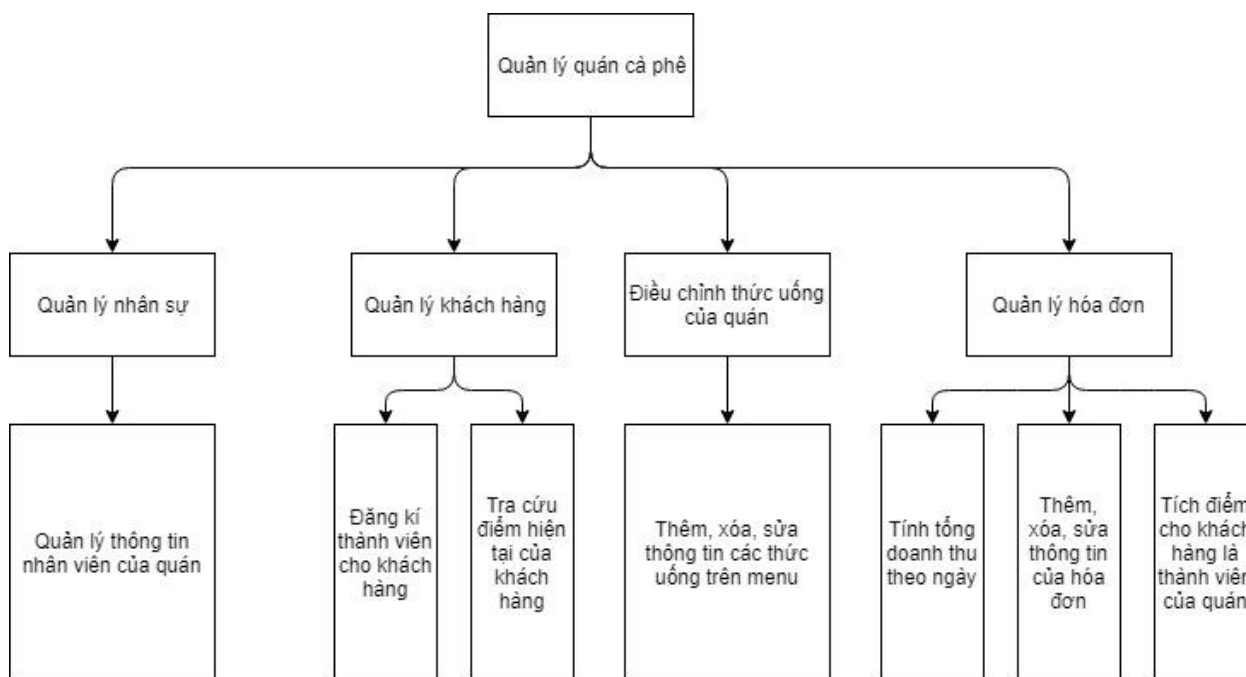 Quản lý quán cà phê
Quản lý nhân sự
Quản lý khách hàng
Điều chỉnh thức uống
của quán
Quản lý hóa đơn
Quản lý thông tin
nhân viên của quán
Đăng kí
thành viên
cho khách
hàng
Tra cứu
điểm hiện
tại của
khách
hàng
Thêm, xóa, sửa
thông tin các thức
uống trên menu
Tính tổng
doanh thu
theo ngày
Thêm,
xóa, sửa
thông tin
của hóa
đơn
Tích điểm
cho khách
hàng là
thành viên
của quán